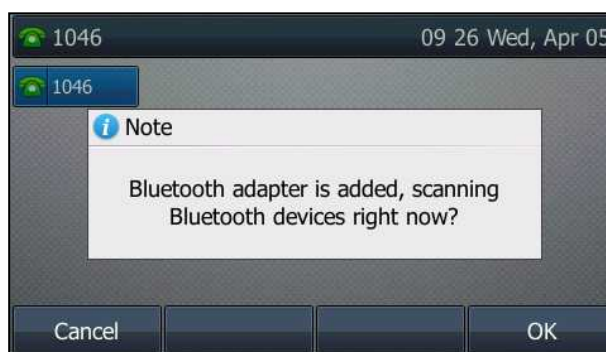 1046 09 26 Wed, Apr 05
1046
Note
Bluetooth adapter is added, scanning
Bluetooth devices right now?
Cancel OK